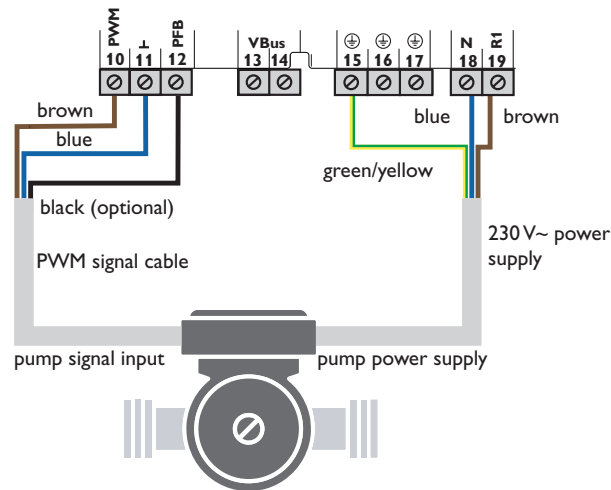 PWM
PFB
VBus
N
R1
10 11 12 13 14 15 16 17 18 19
brown
blue
blue
brown
green/yellow
black (optional)
230 V~ power
supply
PWM signal cable
pump signal input
pump power supply